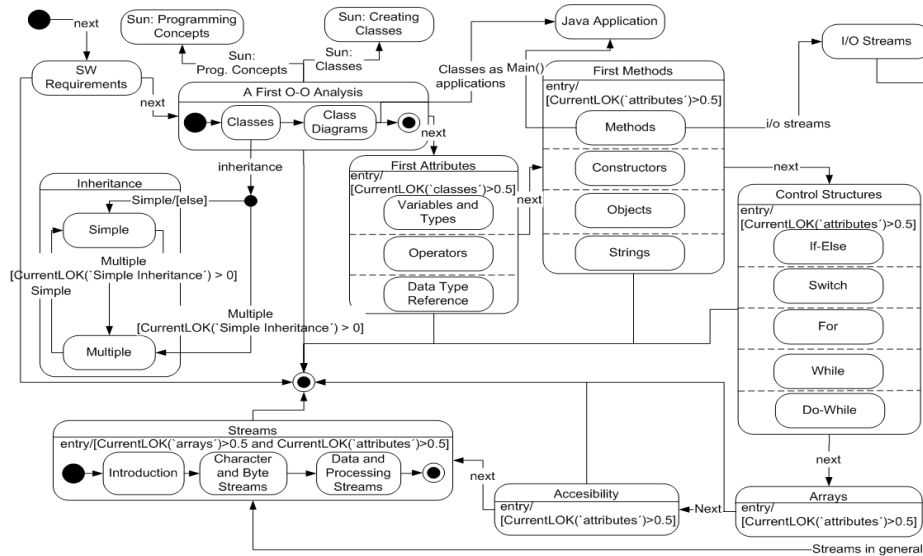 next
Sun: Programming
Concepts
Sun: Creating
Classes
Java Application
I/O Streams
SW
Requirements
Sun:
Prog. Concepts
Sun:
Classes
Classes as
applications
Main()
next
A First O-O Analysis
Classes
Class
Diagrams
next
First Methods
entry/
[CurrentLOK(`attributes´)>0.5]
Methods
Constructors
Objects
Strings
i/o streams
next
inheritance
First Attributes
entry/
[CurrentLOK(`classes´)>0.5]
Variables and
Types
Operators
Data Type
Reference
next
Inheritance
Simple/[else]
Simple
Multiple
[CurrentLOK(`Simple Inheritance´) > 0]
Simple
Multiple
[CurrentLOK(`Simple Inheritance´) > 0]
Multiple
Control Structures
entry/
[CurrentLOK(`attributes´)>0.5]
If-Else
Switch
For
While
Do-While
next
Streams
entry/[CurrentLOK(`arrays´)>0.5 and CurrentLOK(`attributes´)>0.5]
Introduction
Character
and Byte
Streams
Data and
Processing
Streams
next
Accesibility
entry/
[CurrentLOK(`attributes´)>0.5]
Next
Arrays
entry/
[CurrentLOK(`attributes´)>0.5]
Streams in general